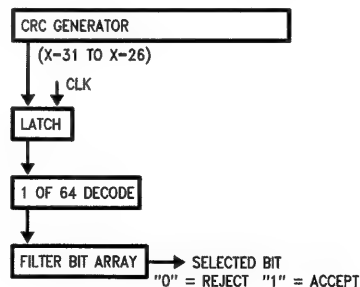 CRC GENERATOR
(X-31 TO X-26)
CLK
LATCH
1 OF 64 DECODE
FILTER BIT ARRAY
SELECTED BIT
"0" = REJECT "1" = ACCEPT